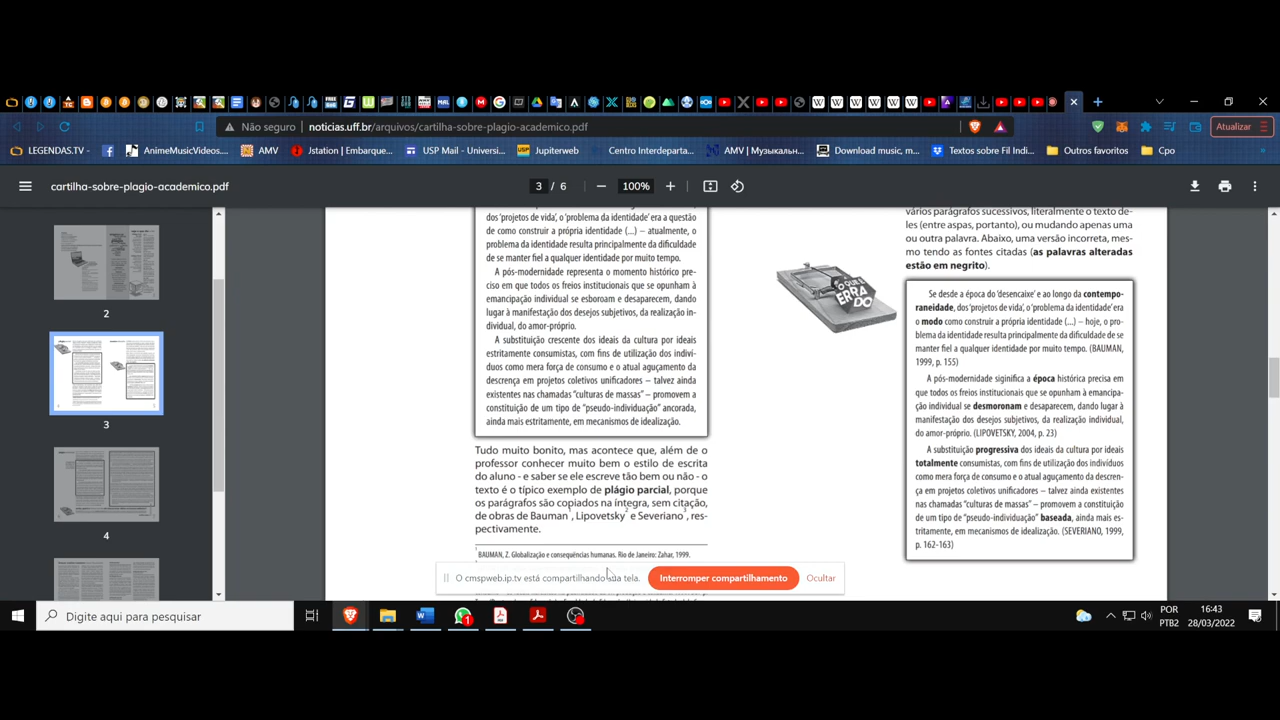 Não seguro
noticias.uff.br/arquivos/cartilha-sobre-plagio-academico.pdf
Atualizar
LEGENDAS.TV -
AnimeMusicVideos...
AMV
Jstation | Embarque...
USP Mail - Universi...
Jupiterweb
Centro Interdeparta...
AMV | Музыкальн...
Download music, m...
Textos sobre Fil Indi...
Outros favoritos
Cpo
cartilha-sobre-plagio-academico.pdf
3 / 6
100%
2
3
4
dos 'projetos de vida', o 'problema da identidade' era a questão
de como construir a própria identidade (...) – atualmente, o
problema da identidade resulta principalmente da dificuldade
de se manter fiel a qualquer identidade por muito tempo.
A pós-modernidade representa o momento histórico pre-
ciso em que todos os freios institucionais que se opunham à
emancipação individual se esboroam e desaparecem, dando
lugar à manifestação dos desejos subjetivos, da realização in-
dividual, do amor-próprio.
A substituição crescente dos ideais da cultura por ideais
estritamente consumistas, com fins de utilização dos indiví-
duos como mera força de consumo e o atual aguçamento da
descrença em projetos coletivos unificadores – talvez ainda
existentes nas chamadas "culturas de massas" – promovem a
constituição de um tipo de "pseudo-individuação" ancorada,
ainda mais estritamente, em mecanismos de idealização.
Tudo muito bonito, mas acontece que, além de o
professor conhecer muito bem o estilo de escrita
do aluno - e saber se ele escreve tão bem ou não - o
texto é o típico exemplo de plágio parcial, porque
os parágrafos são copiados na íntegra, sem citação,
de obras de Bauman, Lipovetsky e Severiano, res-
pectivamente.
BAUMAN, Z. Globalização e consequências humanas. Rio de Janeiro: Zahar, 1999.
O QUE É
ERRA
DO
vários parágrafos sucessivos, literalmente o texto de-
les (entre aspas, portanto), ou mudando apenas uma
ou outra palavra. Abaixo, uma versão incorreta, mes-
mo tendo as fontes citadas (as palavras alteradas
estão em negrito).
Se desde a época do 'desencaixe' e ao longo da contempo-
raneidade, dos 'projetos de vida', o 'problema da identidade' era
o modo como construir a própria identidade (...) – hoje, o pro-
blema da identidade resulta principalmente da dificuldade de se
manter fiel a qualquer identidade por muito tempo. (BAUMAN,
1999, p. 155)
A pós-modernidade siginifica a época histórica precisa em
que todos os freios institucionais que se opunham à emancipa-
ção individual se desmoronam e desaparecem, dando lugar à
manifestação dos desejos subjetivos, da realização individual,
do amor-próprio. (LIPOVETSKY, 2004, p. 23)
A substituição progressiva dos ideais da cultura por ideais
totalmente consumistas, com fins de utilização dos indivíduos
como mera força de consumo e o atual aguçamento da descren-
ça em projetos coletivos unificadores – talvez ainda existentes
nas chamadas "culturas de massas" – promovem a constituição
de um tipo de "pseudo-individuação" baseada, ainda mais es-
tritamente, em mecanismos de idealização. (SEVERIANO, 1999,
p. 162-163)
O cmspweb.ip.tv está compartilhando sua tela.
Interromper compartilhamento
Ocultar
Digite aqui para pesquisar
1
POR
PTB2
16:43
28/03/2022